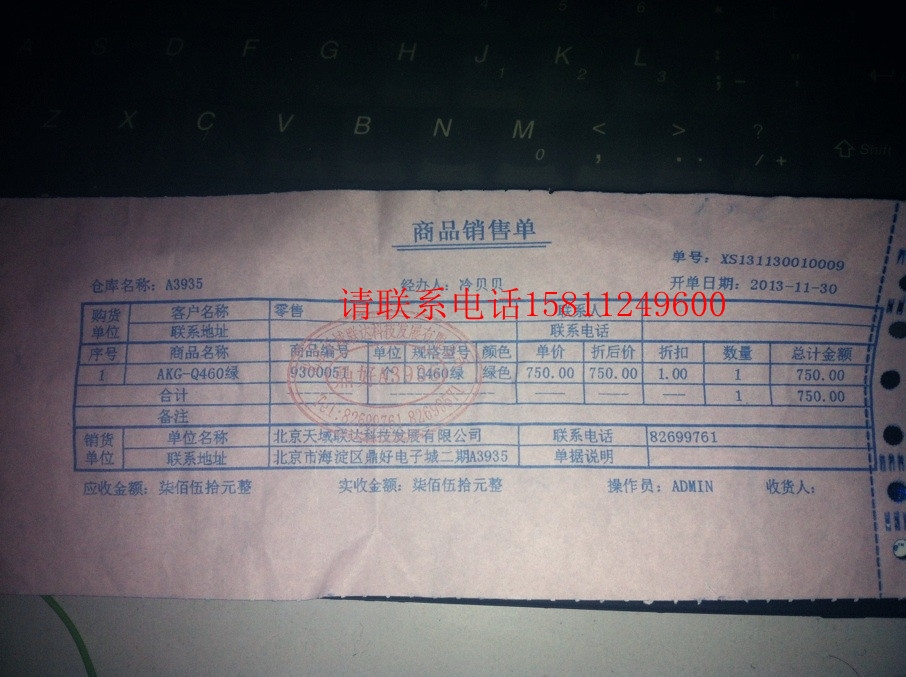 A S D F G H J K L
1 2 3
Z X C V B N M < > ?
0 , . . / +
Shift
商品销售单
单号: XS131130010009
仓库名称: A3935 经办人: 冷贝贝 开单日期: 2013-11-30
请联系电话15811249600
购货单位 客户名称 零售 联系人
联系地址 联系电话
序号 商品名称 商品编号 单位 规格型号 颜色 单价 折后价 折扣 数量 总计金额
1 AKG-Q460绿 9300051 个 Q460绿 绿色 750.00 750.00 1.00 1 750.00
合计 1 750.00
备注
销货单位 单位名称 北京天域联达科技发展有限公司 联系电话 82699761
联系地址 北京市海淀区鼎好电子城二期A3935 单据说明
应收金额: 柒佰伍拾元整 实收金额: 柒佰伍拾元整 操作员: ADMIN 收货人: